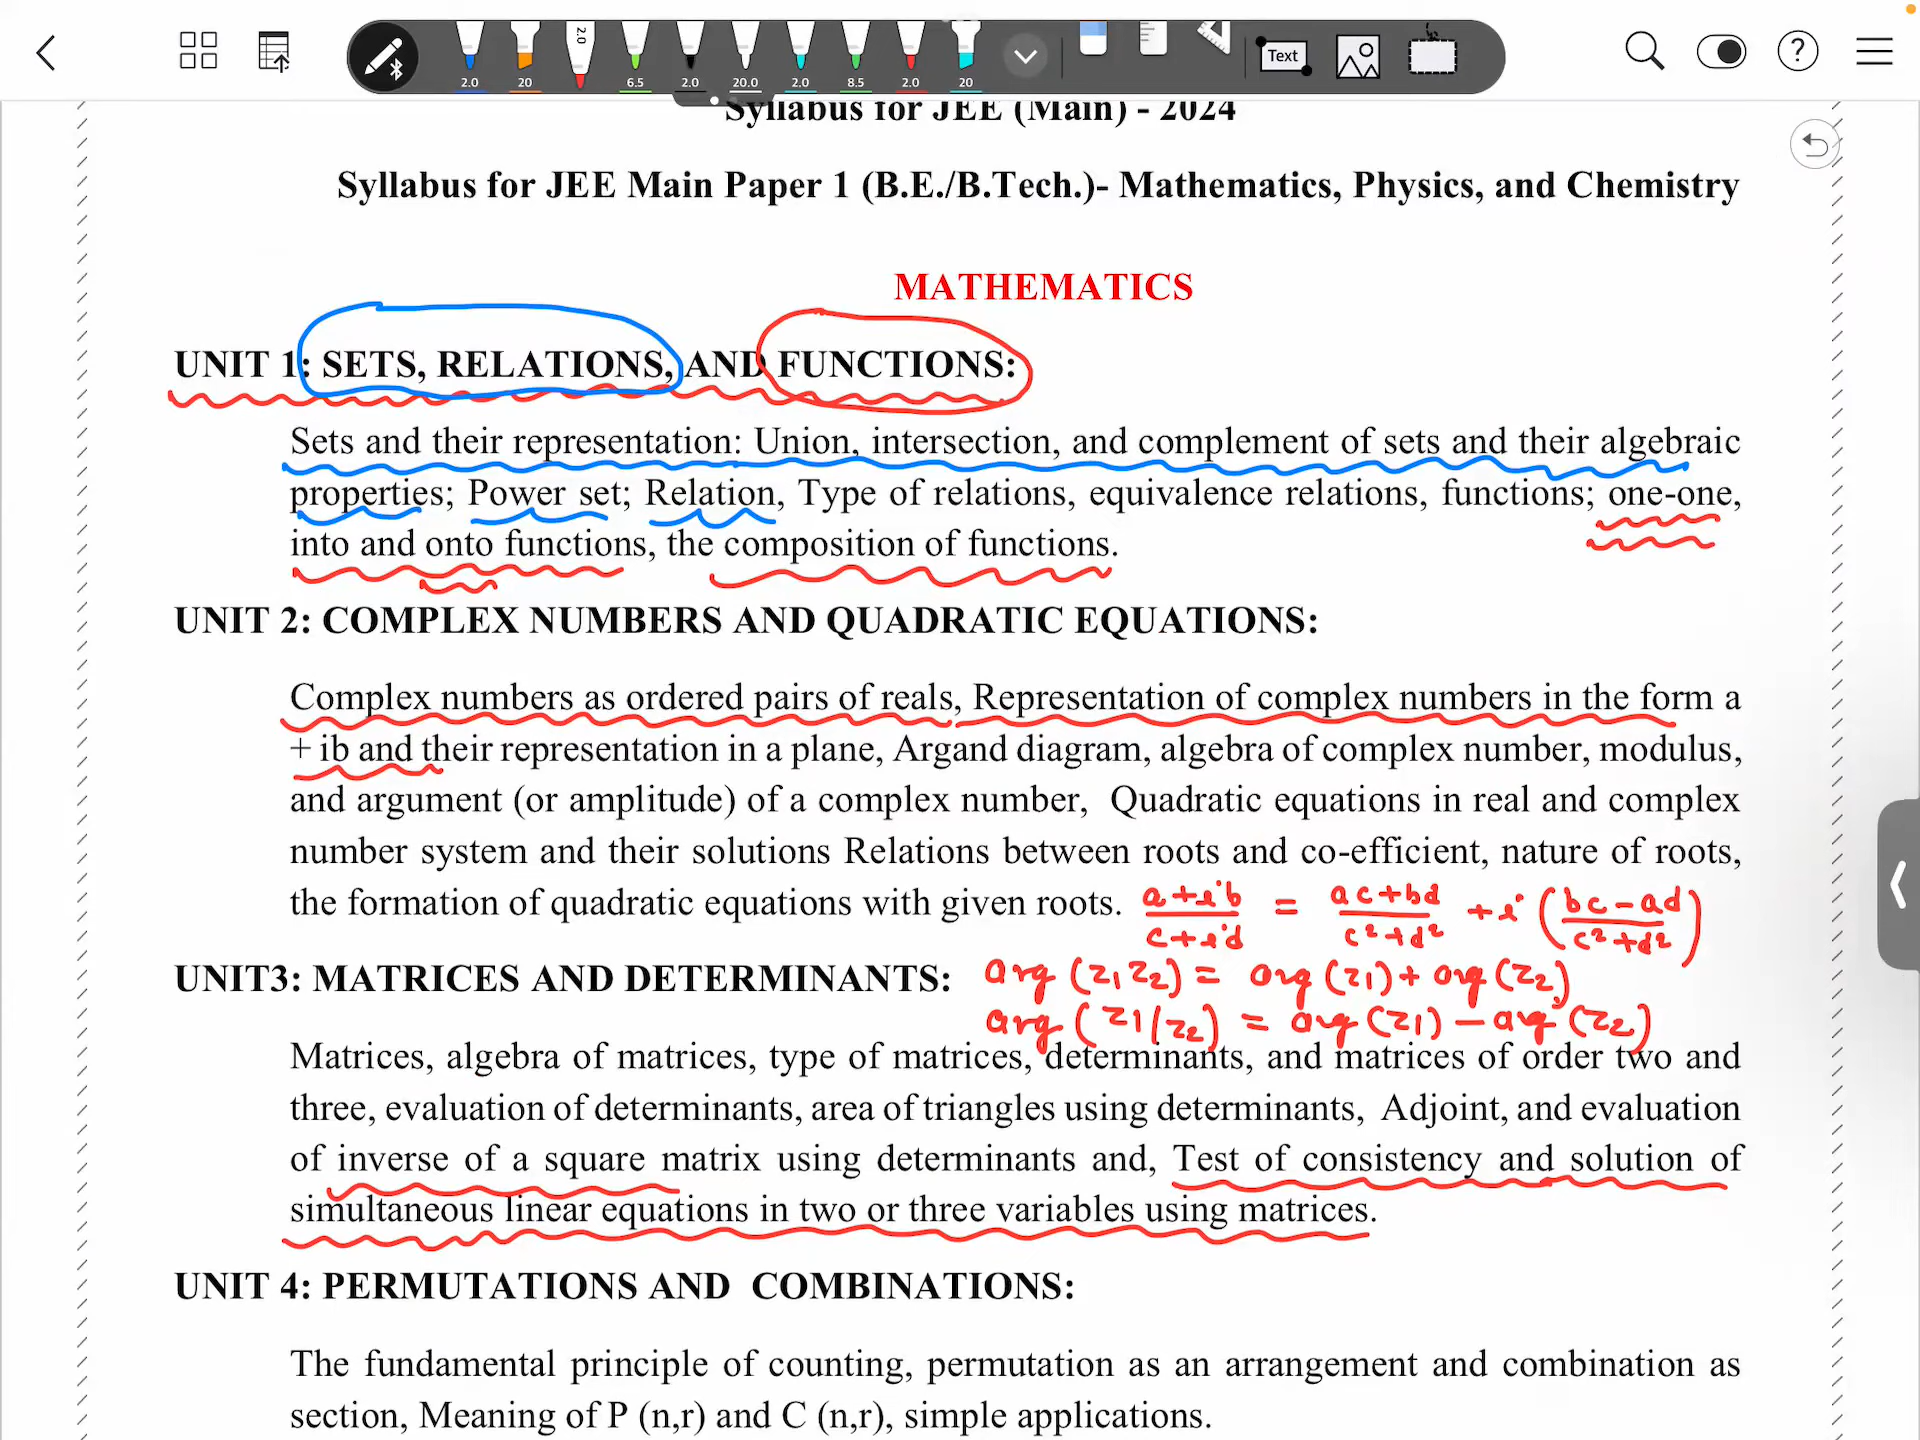 2.0 20 2.0 6.5 2.0 20.0 2.0 8.5 2.0 20 Text ?
Syllabus for JEE (Main) - 2024
Syllabus for JEE Main Paper 1 (B.E./B.Tech.)- Mathematics, Physics, and Chemistry
MATHEMATICS
UNIT 1: SETS, RELATIONS, AND FUNCTIONS:
Sets and their representation: Union, intersection, and complement of sets and their algebraic
properties; Power set; Relation, Type of relations, equivalence relations, functions; one-one,
into and onto functions, the composition of functions.
UNIT 2: COMPLEX NUMBERS AND QUADRATIC EQUATIONS:
Complex numbers as ordered pairs of reals, Representation of complex numbers in the form a
+ ib and their representation in a plane, Argand diagram, algebra of complex number, modulus,
and argument (or amplitude) of a complex number, Quadratic equations in real and complex
number system and their solutions Relations between roots and co-efficient, nature of roots,
the formation of quadratic equations with given roots. (a+ib)/(c+id) = (ac+bd)/(c²+d²) + i((bc-ad)/(c²+d²))
UNIT3: MATRICES AND DETERMINANTS: arg (z1z2) = arg (z1) + arg (z2)
arg (z1/z2) = arg (z1) - arg (z2)
Matrices, algebra of matrices, type of matrices, determinants, and matrices of order two and
three, evaluation of determinants, area of triangles using determinants, Adjoint, and evaluation
of inverse of a square matrix using determinants and, Test of consistency and solution of
simultaneous linear equations in two or three variables using matrices.
UNIT 4: PERMUTATIONS AND COMBINATIONS:
The fundamental principle of counting, permutation as an arrangement and combination as
section, Meaning of P (n,r) and C (n,r), simple applications.